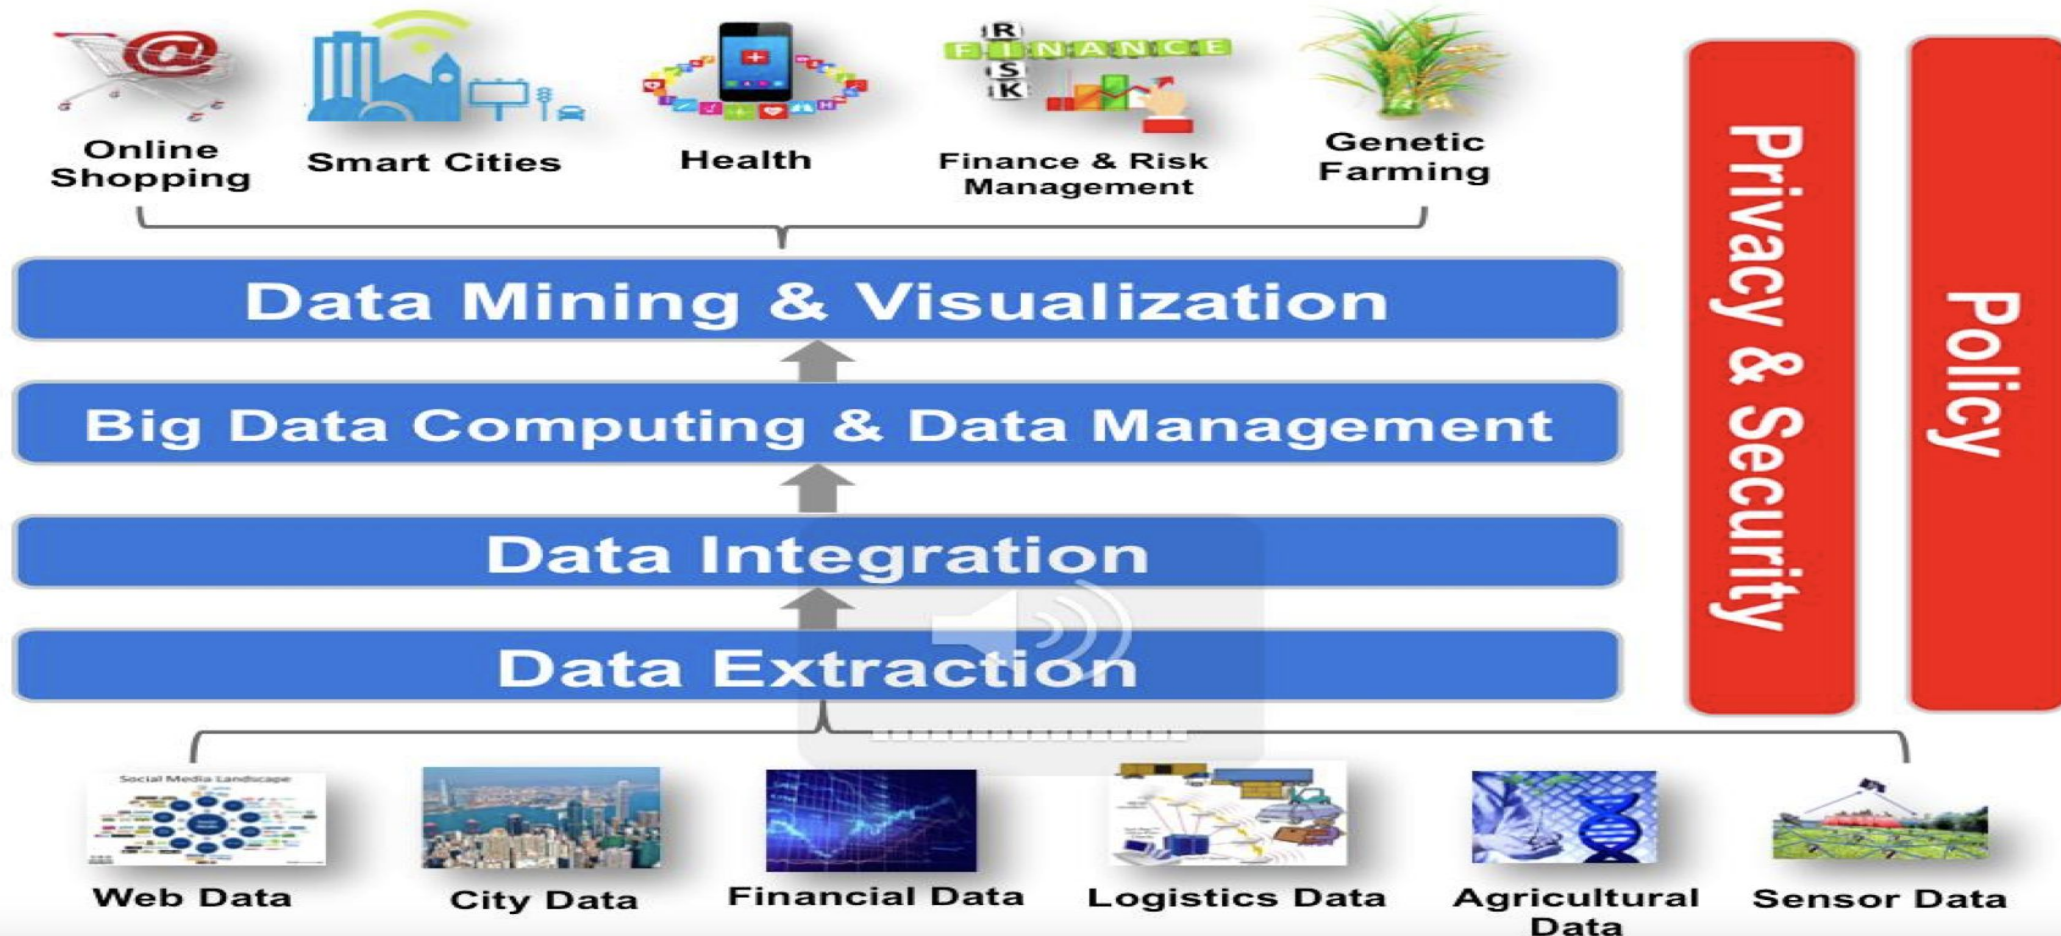 RISK
FINANCE
Online
Shopping
Smart Cities
Health
Finance & Risk
Management
Genetic
Farming
Data Mining & Visualization
Big Data Computing & Data Management
Data Integration
Data Extraction
Privacy & Security
Policy
Social Media Landscape
Web Data
City Data
Financial Data
Logistics Data
Agricultural
Data
Sensor Data